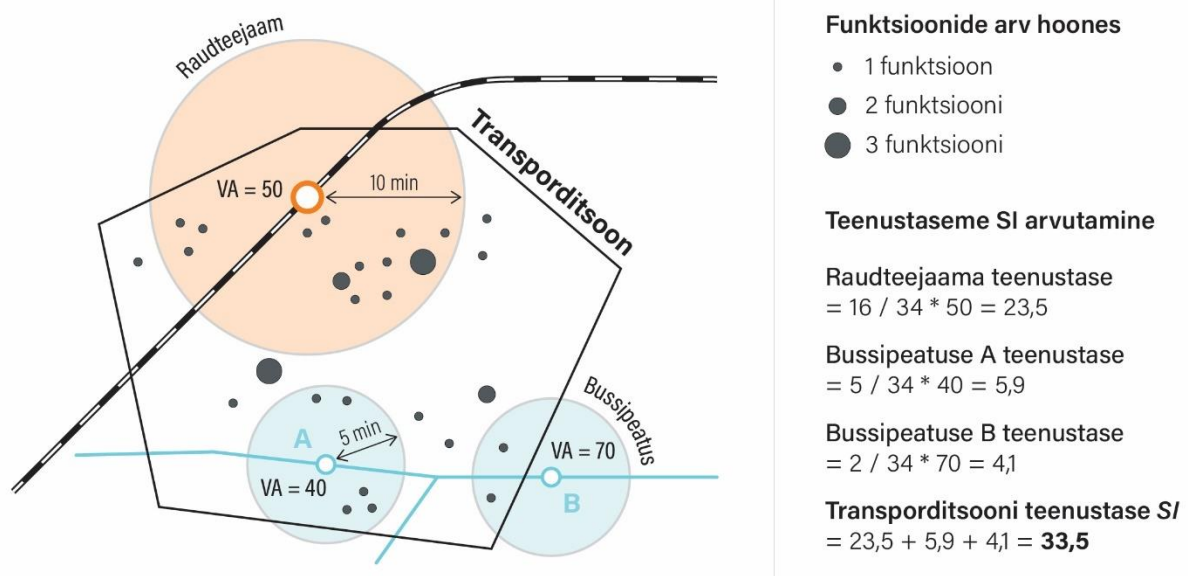 Raudteejaam
Transporditsoon
VA = 50
10 min
Bussipeatus
A
5 min
VA = 40
VA = 70
B
Funktsioonide arv hoones
1 funktsioon
2 funktsiooni
3 funktsiooni
Teenustaseme SI arvutamine
Raudteejaama teenustase
= 16 / 34 * 50 = 23,5
Bussipeatuse A teenustase
= 5 / 34 * 40 = 5,9
Bussipeatuse B teenustase
= 2 / 34 * 70 = 4,1
Transporditsooni teenustase SI
= 23,5 + 5,9 + 4,1 = 33,5